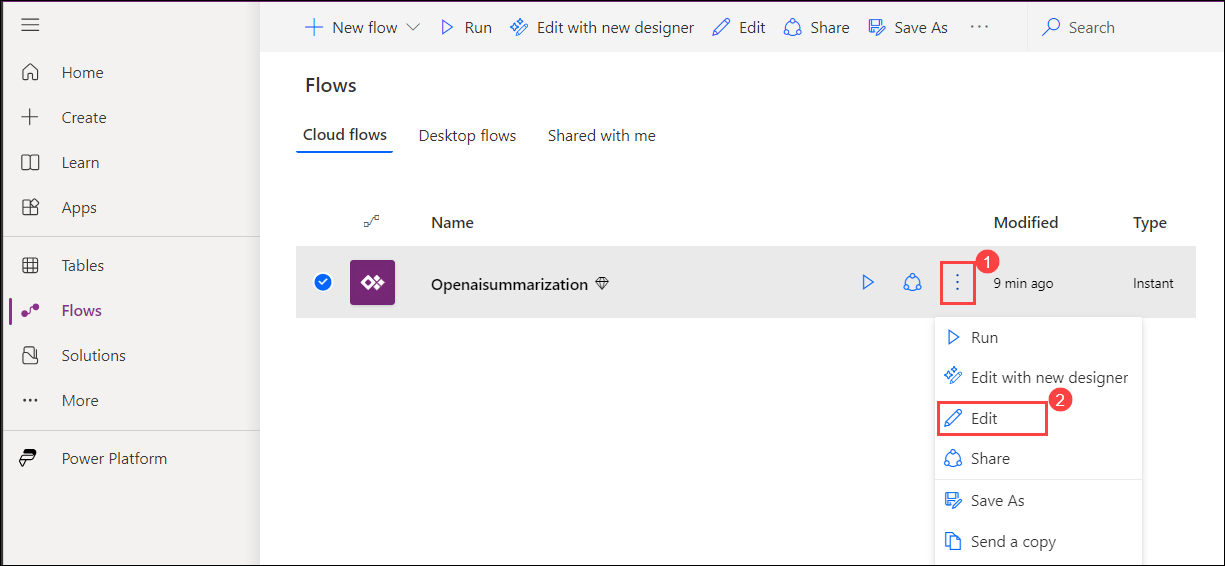 New flow Run Edit with new designer Edit Share Save As ... Search
Home
Create
Learn
Apps
Tables
Flows
Solutions
More
Power Platform
Flows
Cloud flows Desktop flows Shared with me
Name Modified Type
1
Openaisummarization 9 min ago Instant
Run
Edit with new designer
2
Edit
Share
Save As
Send a copy